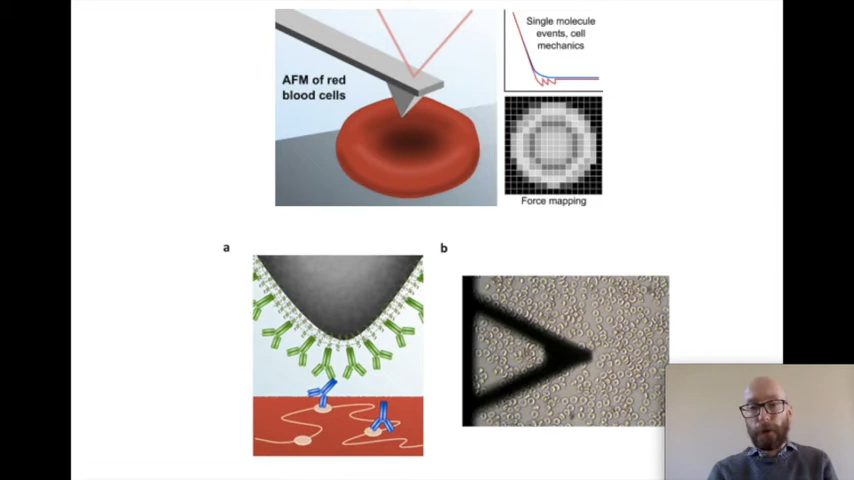 Single molecule
events, cell
mechanics
AFM of red
blood cells
Force mapping
a
b